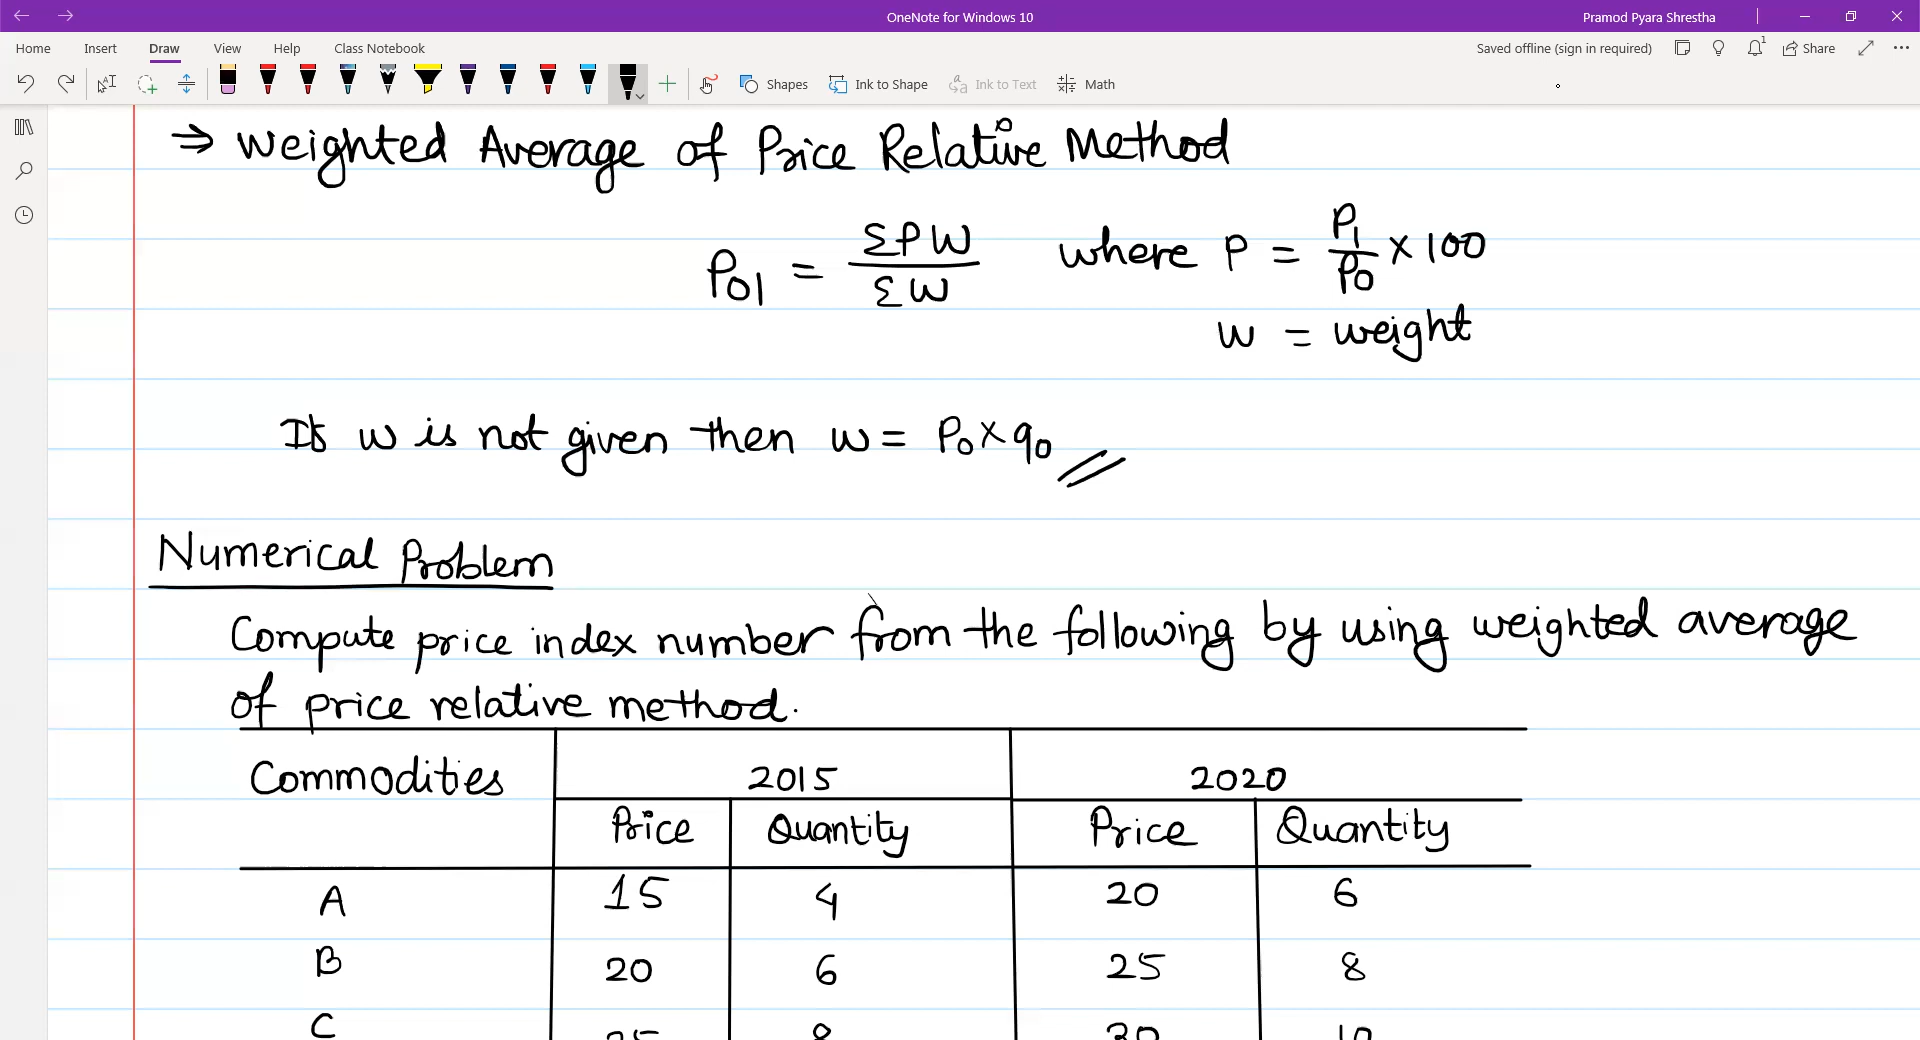 OneNote for Windows 10
Pramod Pyara Shrestha
Home Insert Draw View Help Class Notebook
Saved offline (sign in required) 1 Share
Shapes Ink to Shape Ink to Text Math
⇒ Weighted Average of Price Relative Method
P01 = ΣPW / ΣW where P = P1/P0 × 100
W = weight
If W is not given then W = P0 × q0
Numerical Problem
Compute price index number from the following by using weighted average
of price relative method.
Commodities 2015 2020
Price Quantity Price Quantity
A 15 4 20 6
B 20 6 25 8
C 30 10